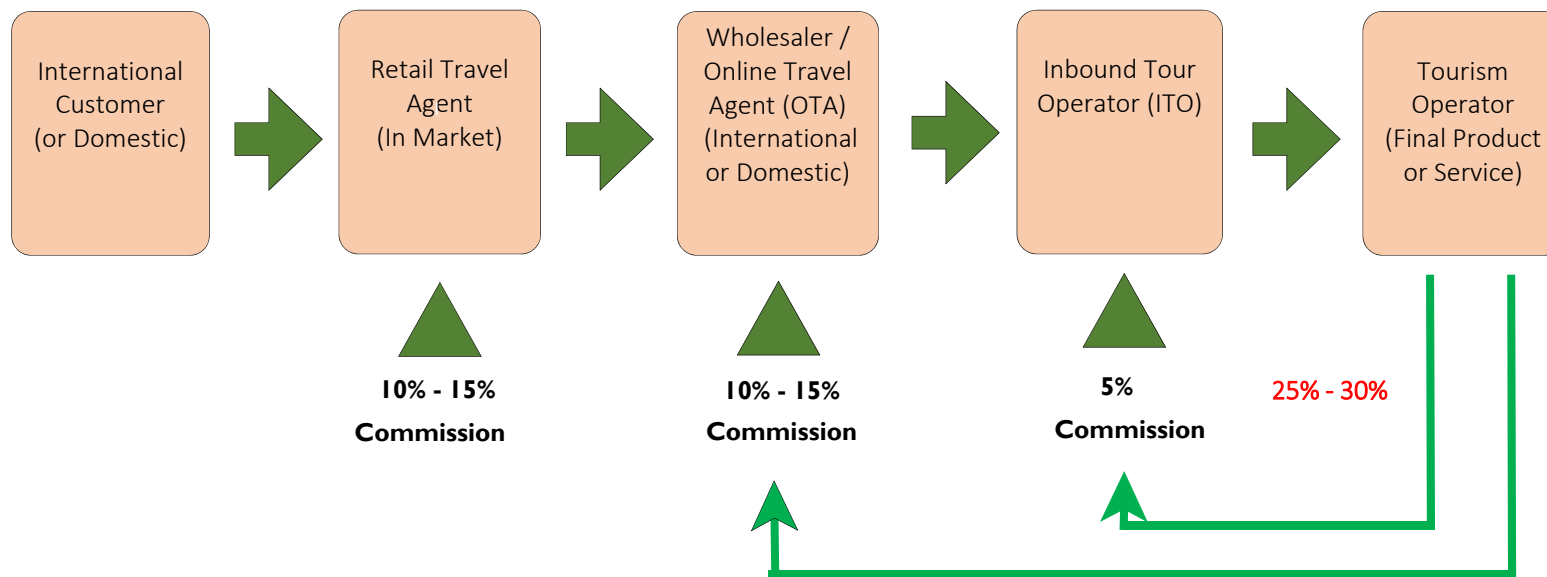 International
Customer
(or Domestic)
Retail Travel
Agent
(In Market)
Wholesaler /
Online Travel
Agent (OTA)
(International
or Domestic)
Inbound Tour
Operator (ITO)
Tourism
Operator
(Final Product
or Service)
10% - 15%
Commission
10% - 15%
Commission
5%
Commission
25% - 30%